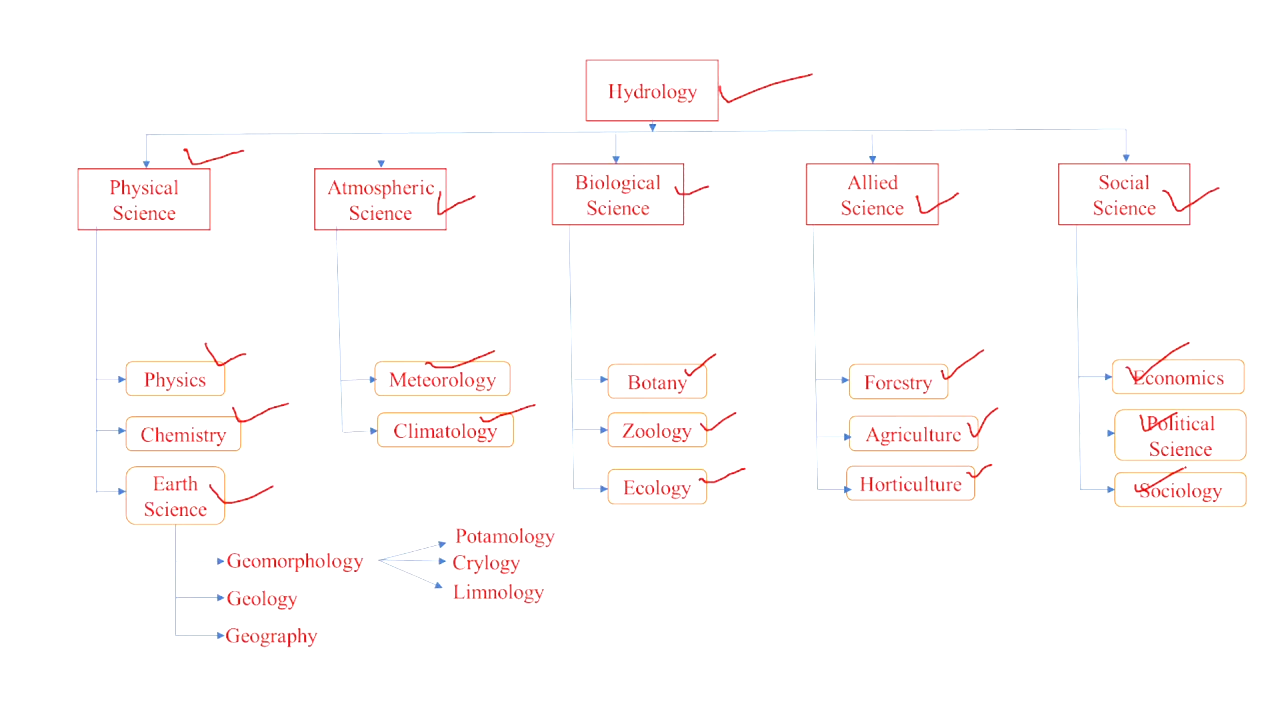 Hydrology
Physical
Science
Atmospheric
Science
Biological
Science
Allied
Science
Social
Science
Physics
Chemistry
Earth
Science
Meteorology
Climatology
Botany
Zoology
Ecology
Forestry
Agriculture
Horticulture
Economics
Political
Science
Sociology
Geomorphology
Geology
Geography
Potamology
Crylogy
Limnology